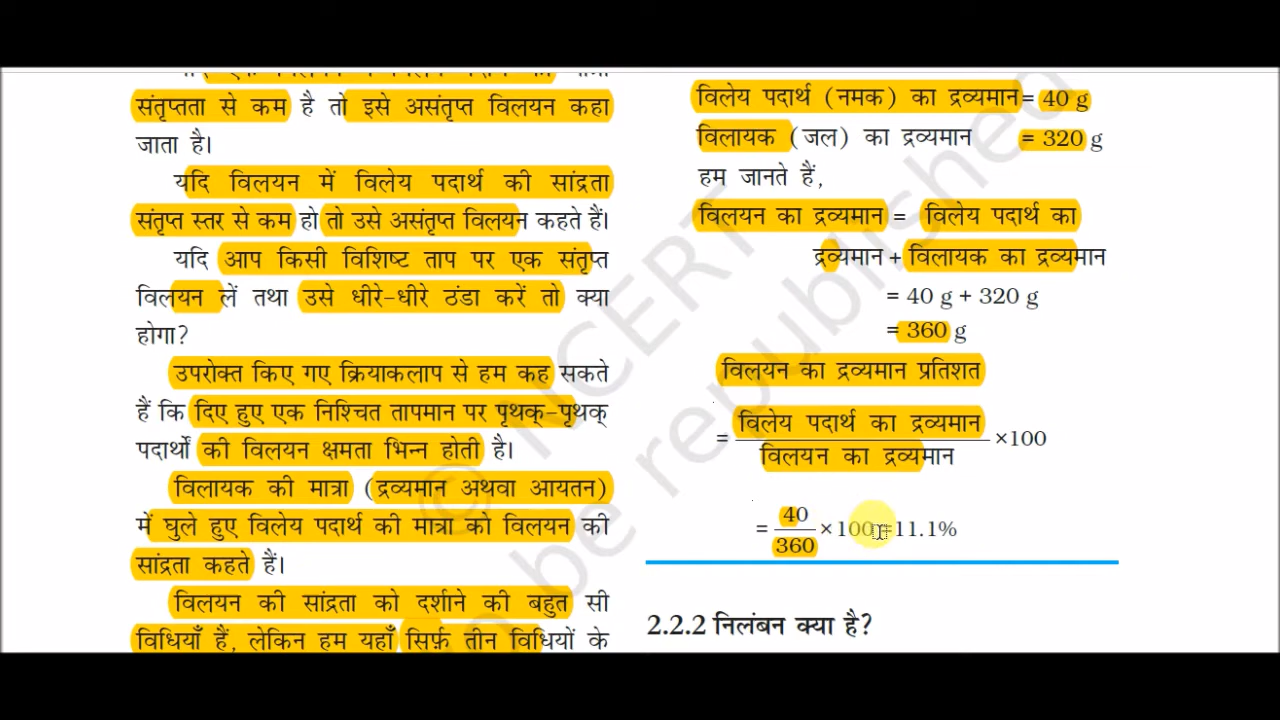 संतृप्तता से कम है तो इसे असंतृप्त विलयन कहा
जाता है।
यदि विलयन में विलेय पदार्थ की सांद्रता
संतृप्त स्तर से कम हो तो उसे असंतृप्त विलयन कहते हैं।
यदि आप किसी विशिष्ट ताप पर एक संतृप्त
विलयन लें तथा उसे धीरे-धीरे ठंडा करें तो क्या
होगा?
उपरोक्त किए गए क्रियाकलाप से हम कह सकते
हैं कि दिए हुए एक निश्चित तापमान पर पृथक्-पृथक्
पदार्थों की विलयन क्षमता भिन्न होती है।
विलायक की मात्रा (द्रव्यमान अथवा आयतन)
में घुले हुए विलेय पदार्थ की मात्रा को विलयन की
सांद्रता कहते हैं।
विलयन की सांद्रता को दर्शाने की बहुत सी
विधियाँ हैं, लेकिन हम यहाँ सिर्फ़ तीन विधियों के
विलेय पदार्थ (नमक) का द्रव्यमान = 40 g
विलायक (जल) का द्रव्यमान = 320 g
हम जानते हैं,
विलयन का द्रव्यमान = विलेय पदार्थ का
द्रव्यमान + विलायक का द्रव्यमान
= 40 g + 320 g
= 360 g
विलयन का द्रव्यमान प्रतिशत
= विलेय पदार्थ का द्रव्यमान ×100
विलयन का द्रव्यमान
= 40 ×100 = 11.1%
360
2.2.2 निलंबन क्या है?
© NCERT
be republished